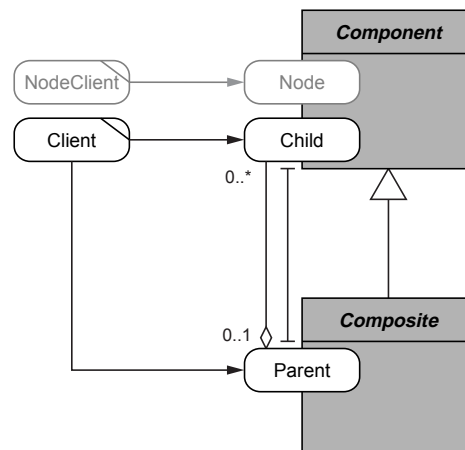 Component
NodeClient
Node
Client
Child
0..*
Composite
0..1
Parent